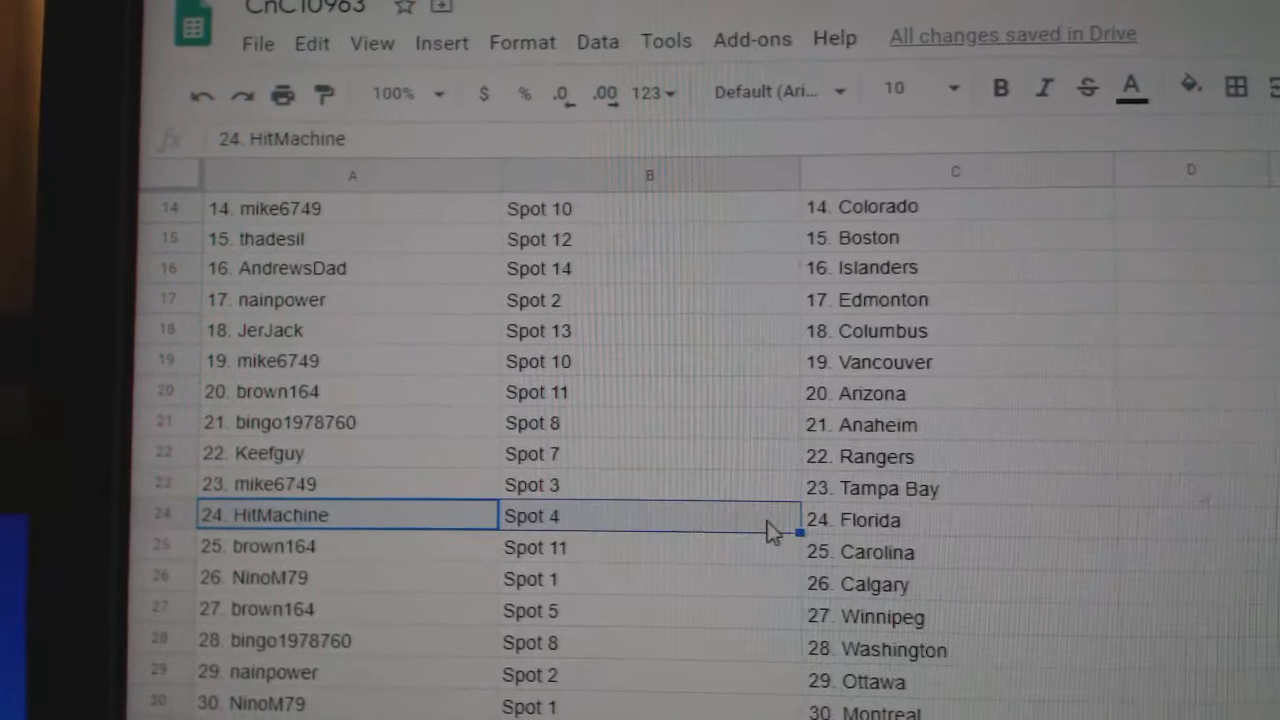 CnC10963
File Edit View Insert Format Data Tools Add-ons Help All changes saved in Drive
100% $ % .0 .00 123 Default (Ari... 10 B I S A
fx 24. HitMachine
A B C D
14 14. mike6749 Spot 10 14. Colorado
15 15. thadesil Spot 12 15. Boston
16 16. AndrewsDad Spot 14 16. Islanders
17 17. nainpower Spot 2 17. Edmonton
18 18. JerJack Spot 13 18. Columbus
19 19. mike6749 Spot 10 19. Vancouver
20 20. brown164 Spot 11 20. Arizona
21 21. bingo1978760 Spot 8 21. Anaheim
22 22. Keefguy Spot 7 22. Rangers
23 23. mike6749 Spot 3 23. Tampa Bay
24 24. HitMachine Spot 4 24. Florida
25 25. brown164 Spot 11 25. Carolina
26 26. NinoM79 Spot 1 26. Calgary
27 27. brown164 Spot 5 27. Winnipeg
28 28. bingo1978760 Spot 8 28. Washington
29 29. nainpower Spot 2 29. Ottawa
30 30. NinoM79 Spot 1 30. Montreal